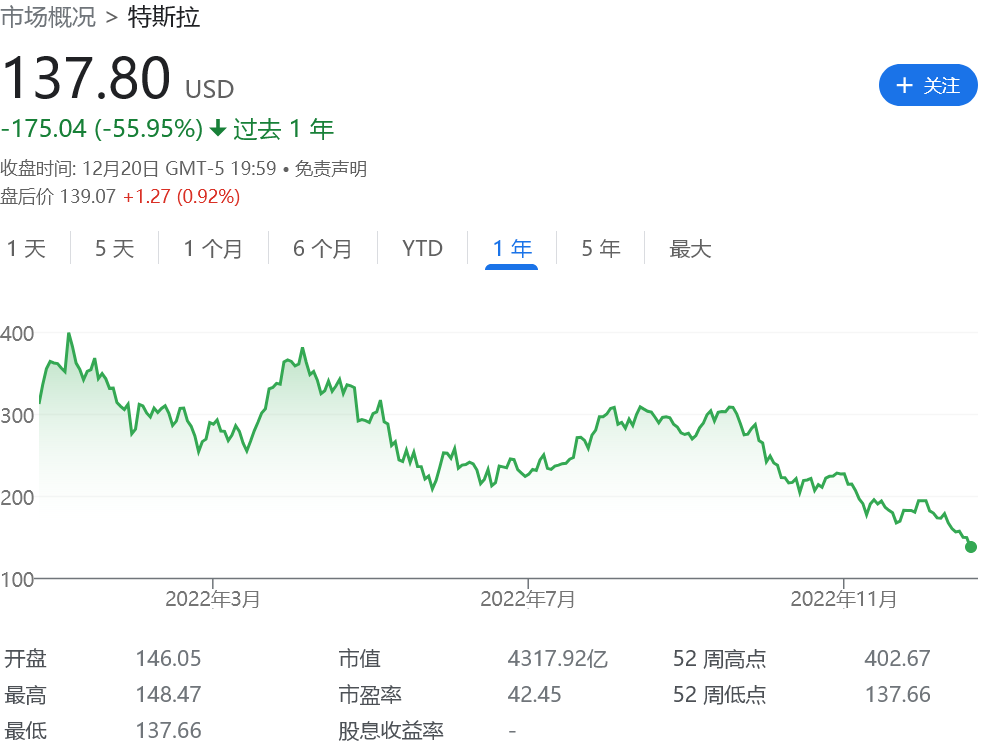 市场概况 > 特斯拉
137.80 USD
+ 关注
-175.04 (-55.95%) ↓ 过去 1 年
收盘时间: 12月20日 GMT-5 19:59 • 免责声明
盘后价 139.07 +1.27 (0.92%)
1 天 5 天 1 个月 6 个月 YTD 1 年 5 年 最大
400
300
200
100
2022年3月 2022年7月 2022年11月
开盘 146.05 市值 4317.92亿 52 周高点 402.67
最高 148.47 市盈率 42.45 52 周低点 137.66
最低 137.66 股息收益率 -